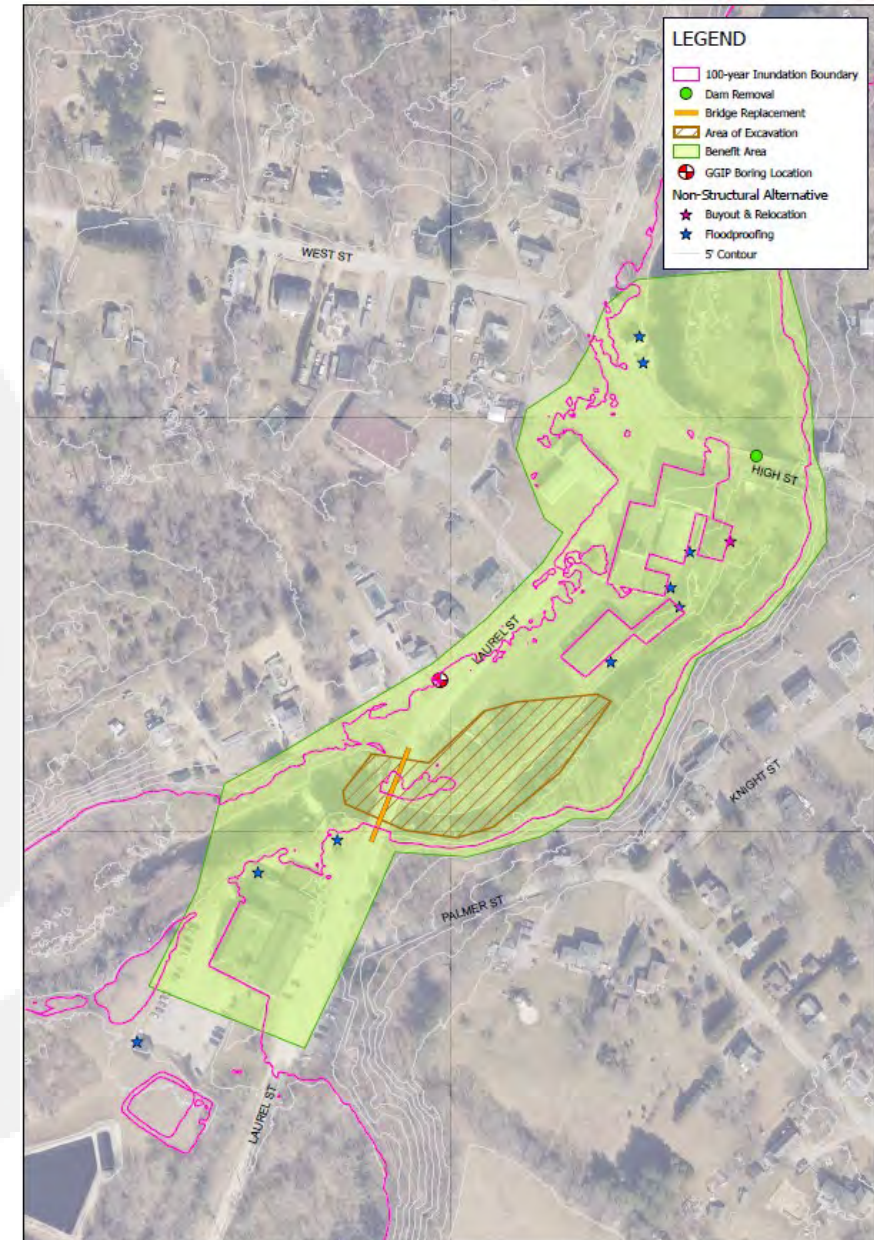 LEGEND
100-year Inundation Boundary
Dam Removal
Bridge Replacement
Area of Excavation
Benefit Area
GGIP Boring Location
Non-Structural Alternative
Buyout & Relocation
Floodproofing
5' Contour
WEST ST
HIGH ST
LAUREL ST
KNIGHT ST
PALMER ST
LAUREL ST